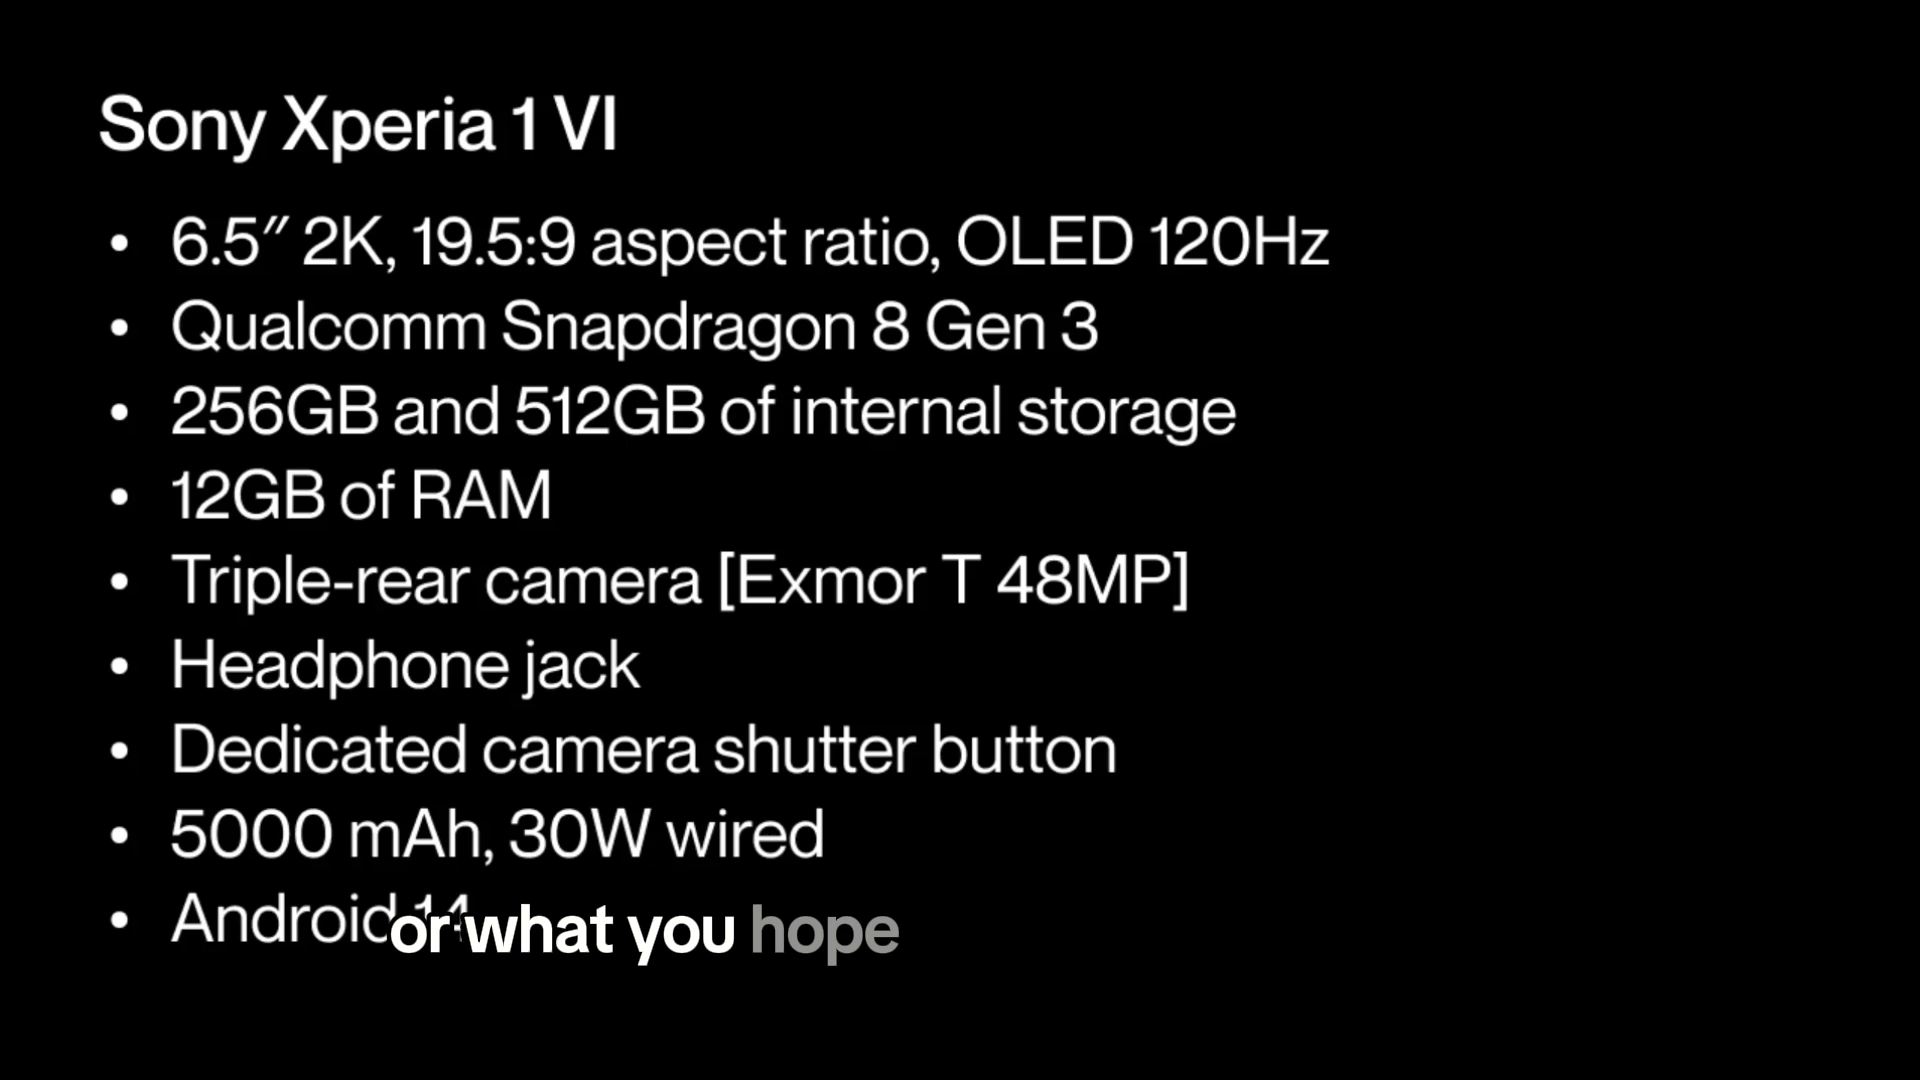 Sony Xperia 1 VI
• 6.5″ 2K, 19.5:9 aspect ratio, OLED 120Hz
• Qualcomm Snapdragon 8 Gen 3
• 256GB and 512GB of internal storage
• 12GB of RAM
• Triple-rear camera [Exmor T 48MP]
• Headphone jack
• Dedicated camera shutter button
• 5000 mAh, 30W wired
• Android 14
or what you hope